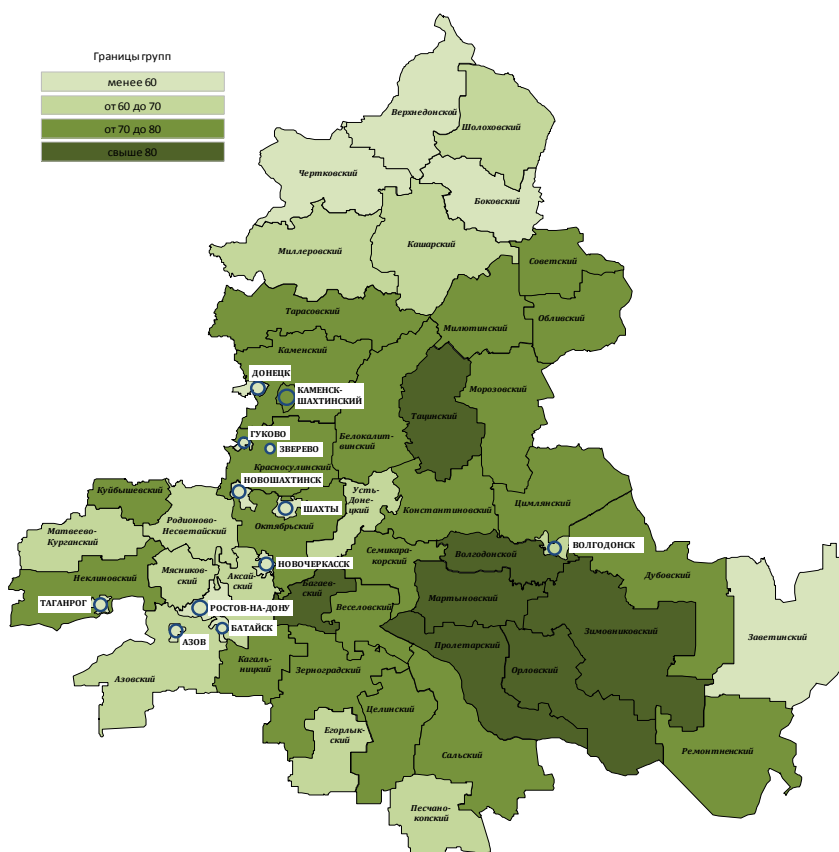 Границы групп
менее 60
от 60 до 70
от 70 до 80
свыше 80
Верхнедонской
Шолоховский
Чертковский
Боковский
Миллеровский
Кашарский
Советский
Тарасовский
Милютинский
Обливский
Каменский
ДОНЕЦК
КАМЕНСК-
ШАХТИНСКИЙ
Морозовский
Тацинский
ГУКОВО
Белокалит-
винский
ЗВЕРЕВО
Красносулинский
НОВОШАХТИНСК
Куйбышевский
Усть-
Доне-
цкий
ШАХТЫ
Константиновский
Цимлянский
Родионово-
Несветайский
Октябрьский
Матвеево-
Курганский
ВОЛГОДОНСК
Семикара-
корский
Волгодонской
Мясников-
ский
НОВОЧЕРКАССК
Неклиновский
Аксай-
ский
Дубовский
Багаев-
ский
Мартыновский
ТАГАНРОГ
РОСТОВ-НА-ДОНУ
Веселовский
БАТАЙСК
Зимовниковский
Заветинский
АЗОВ
Пролетарский
Кагаль-
ницкий
Зерноградский
Орловский
Азовский
Целинский
Егорлык-
ский
Сальский
Ремонтненский
Песчано-
копский